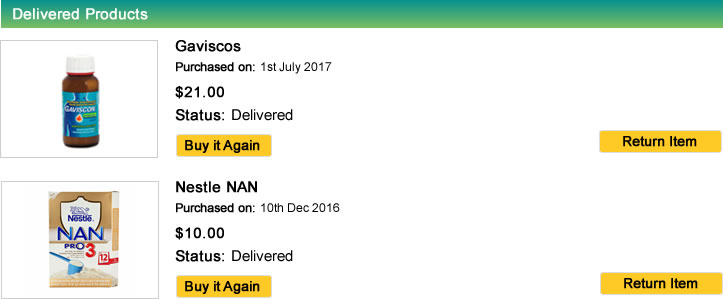 Delivered Products
Gaviscos
Purchased on: 1st July 2017
$21.00
Status: Delivered
Buy it Again
Return Item
GAVISCON
Nestle NAN
Purchased on: 10th Dec 2016
$10.00
Status: Delivered
Buy it Again
Return Item
Nestlé
NAN
PRO 3
12